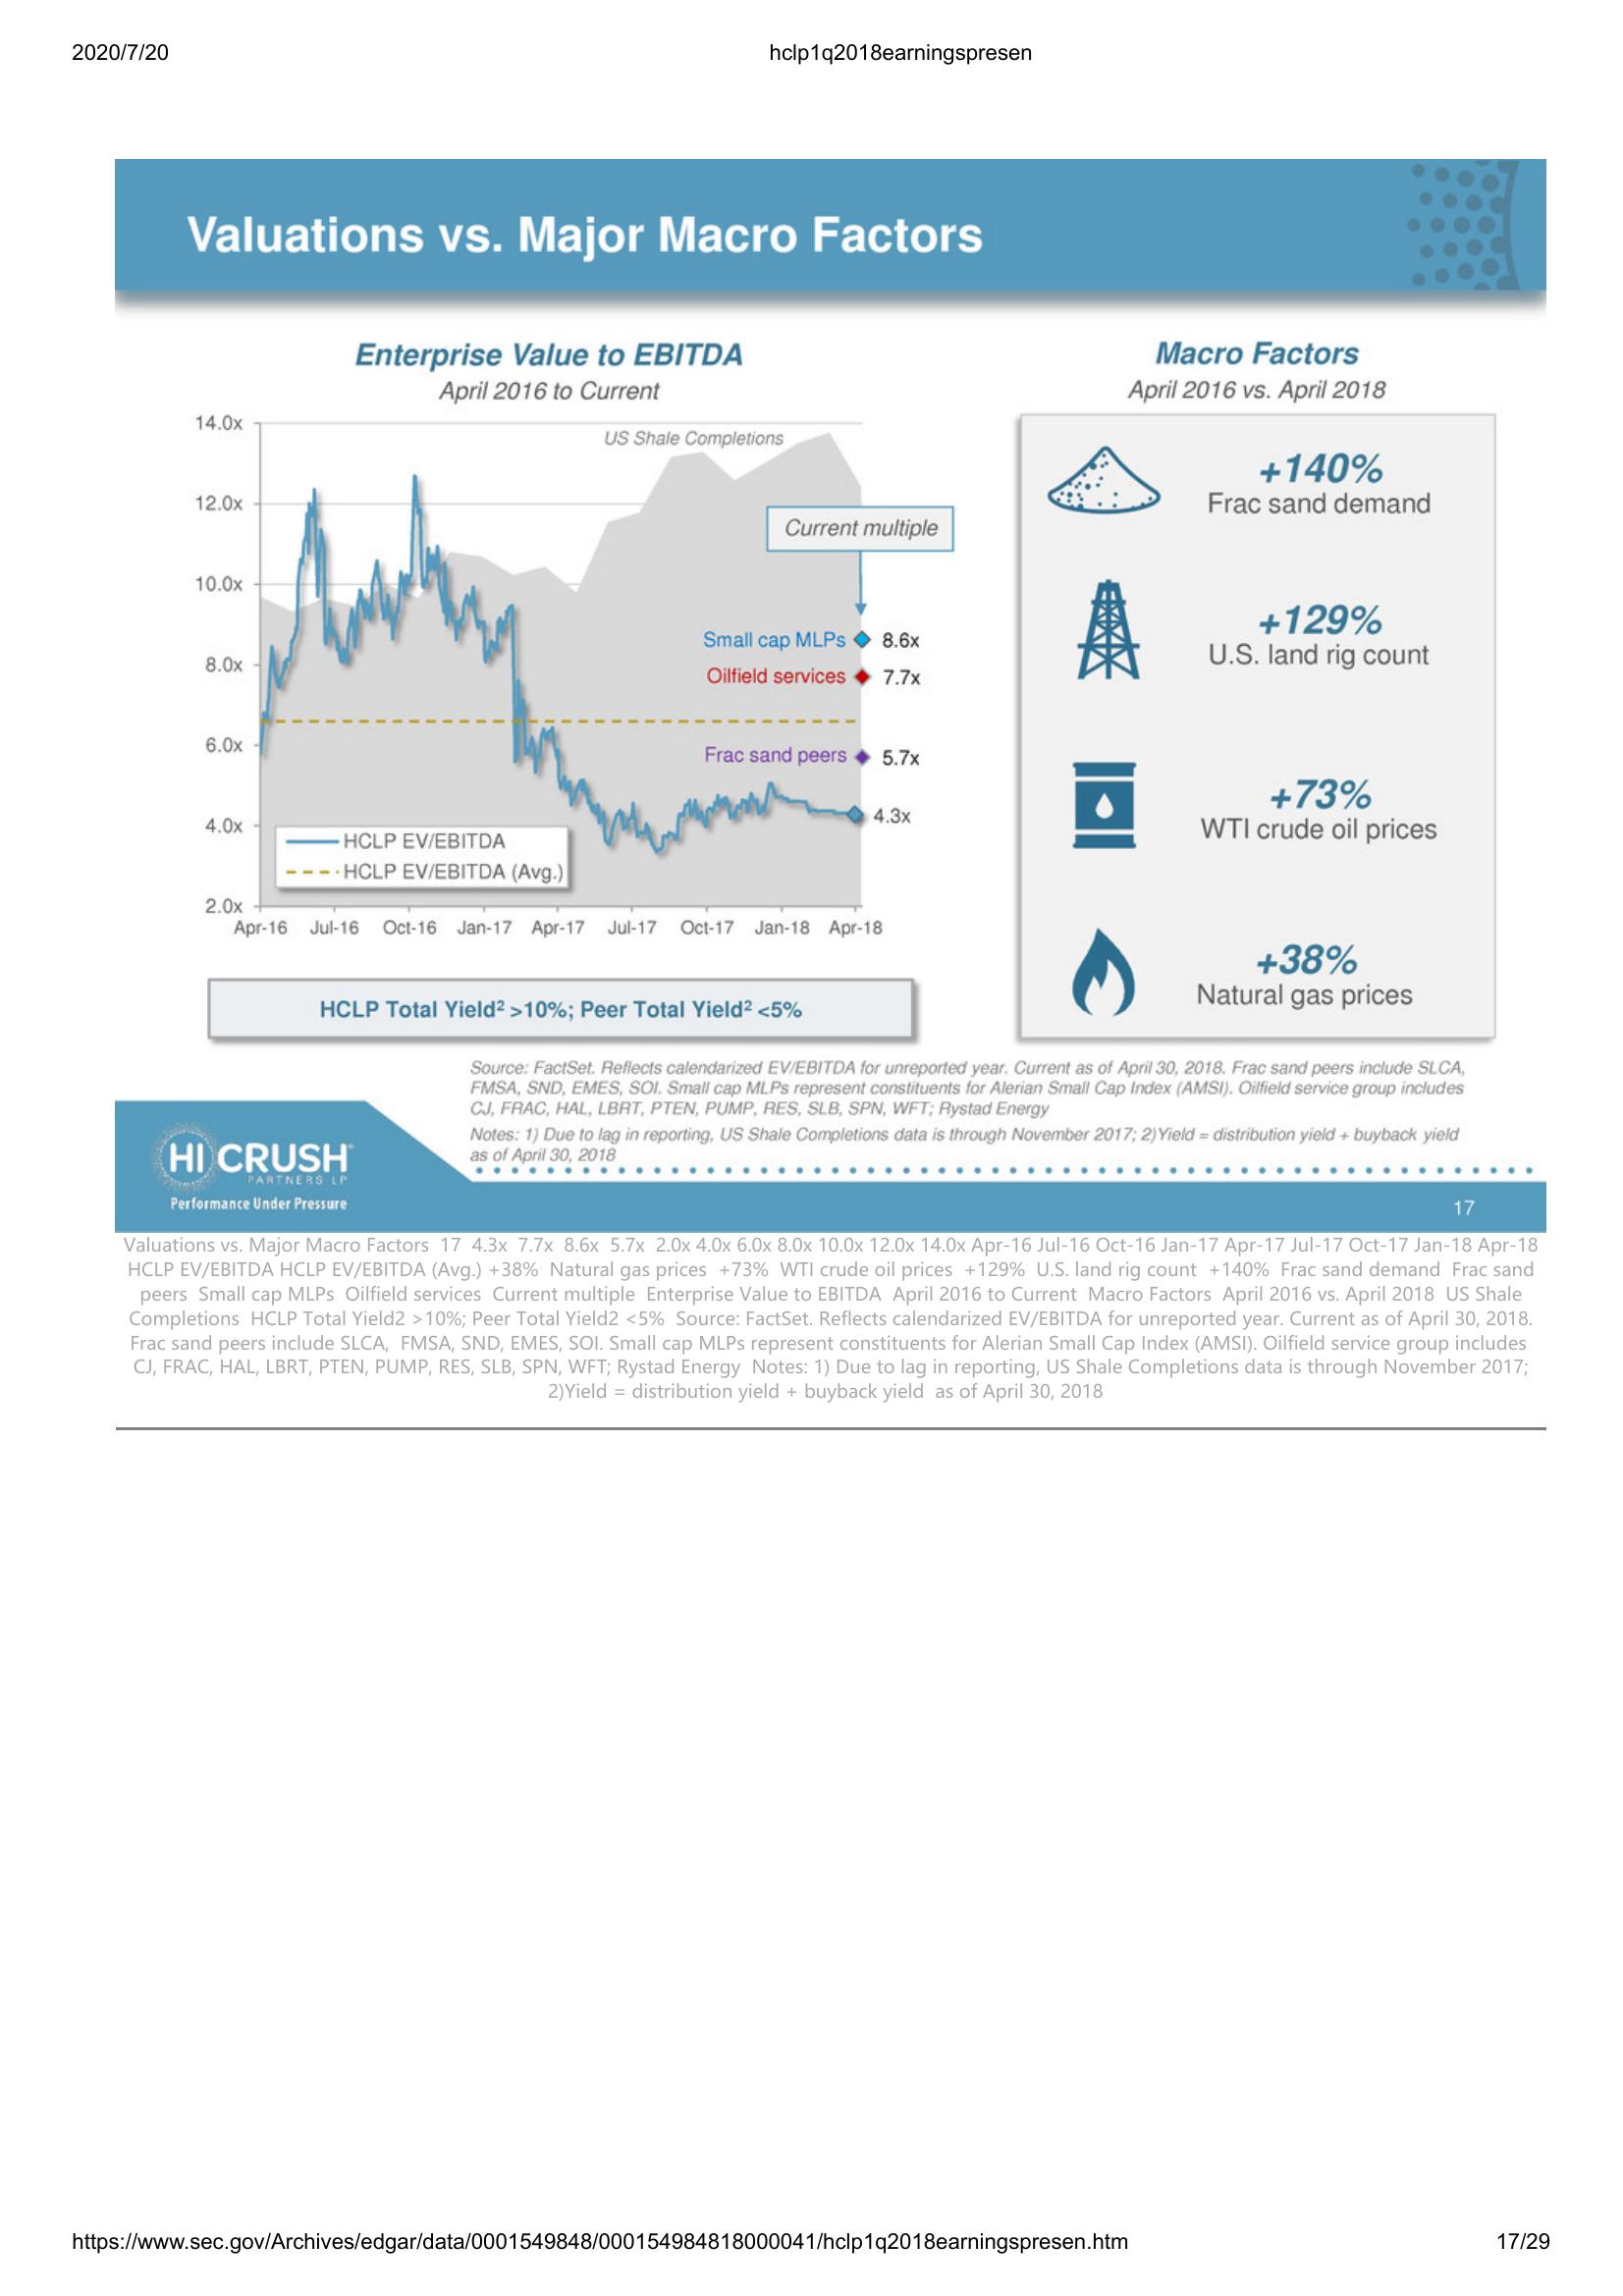 2020/7/20 hclp1q2018earningspresen
Valuations vs. Major Macro Factors
Enterprise Value to EBITDA
April 2016 to Current
14.0x
12.0x
10.0x
8.0x
6.0x
4.0x
2.0x
US Shale Completions
Current multiple
Small cap MLPs 8.6x
Oilfield services 7.7x
Frac sand peers 5.7x
4.3x
HCLP EV/EBITDA
HCLP EV/EBITDA (Avg.)
Apr-16 Jul-16 Oct-16 Jan-17 Apr-17 Jul-17 Oct-17 Jan-18 Apr-18
HCLP Total Yield² >10%; Peer Total Yield² <5%
Macro Factors
April 2016 vs. April 2018
+140%
Frac sand demand
+129%
U.S. land rig count
+73%
WTI crude oil prices
+38%
Natural gas prices
Source: FactSet. Reflects calendarized EV/EBITDA for unreported year. Current as of April 30, 2018. Frac sand peers include SLCA,
FMSA, SND, EMES, SOI. Small cap MLPs represent constituents for Alerian Small Cap Index (AMSI). Oilfield service group includes
CJ, FRAC, HAL, LBRT, PTEN, PUMP, RES, SLB, SPN, WFT; Rystad Energy
Notes: 1) Due to lag in reporting, US Shale Completions data is through November 2017; 2)Yield = distribution yield + buyback yield
as of April 30, 2018
HI CRUSH
PARTNERS LP
Performance Under Pressure
17
Valuations vs. Major Macro Factors 17 4.3x 7.7x 8.6x 5.7x 2.0x 4.0x 6.0x 8.0x 10.0x 12.0x 14.0x Apr-16 Jul-16 Oct-16 Jan-17 Apr-17 Jul-17 Oct-17 Jan-18 Apr-18
HCLP EV/EBITDA HCLP EV/EBITDA (Avg.) +38% Natural gas prices +73% WTI crude oil prices +129% U.S. land rig count +140% Frac sand demand Frac sand
peers Small cap MLPs Oilfield services Current multiple Enterprise Value to EBITDA April 2016 to Current Macro Factors April 2016 vs. April 2018 US Shale
Completions HCLP Total Yield2 >10%; Peer Total Yield2 <5% Source: FactSet. Reflects calendarized EV/EBITDA for unreported year. Current as of April 30, 2018.
Frac sand peers include SLCA, FMSA, SND, EMES, SOI. Small cap MLPs represent constituents for Alerian Small Cap Index (AMSI). Oilfield service group includes
CJ, FRAC, HAL, LBRT, PTEN, PUMP, RES, SLB, SPN, WFT; Rystad Energy Notes: 1) Due to lag in reporting, US Shale Completions data is through November 2017;
2)Yield = distribution yield + buyback yield as of April 30, 2018
https://www.sec.gov/Archives/edgar/data/0001549848/000154984818000041/hclp1q2018earningspresen.htm 17/29